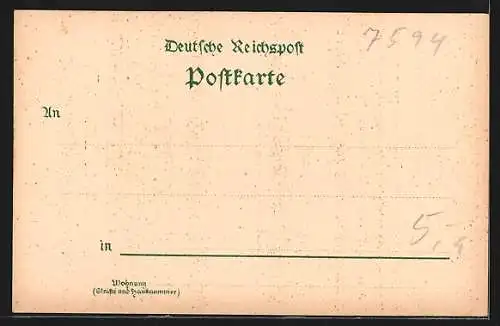 7594
Deutsche Reichspost
Postkarte
An
5,-
in
Wohnung
(Straße und Hausnummer)